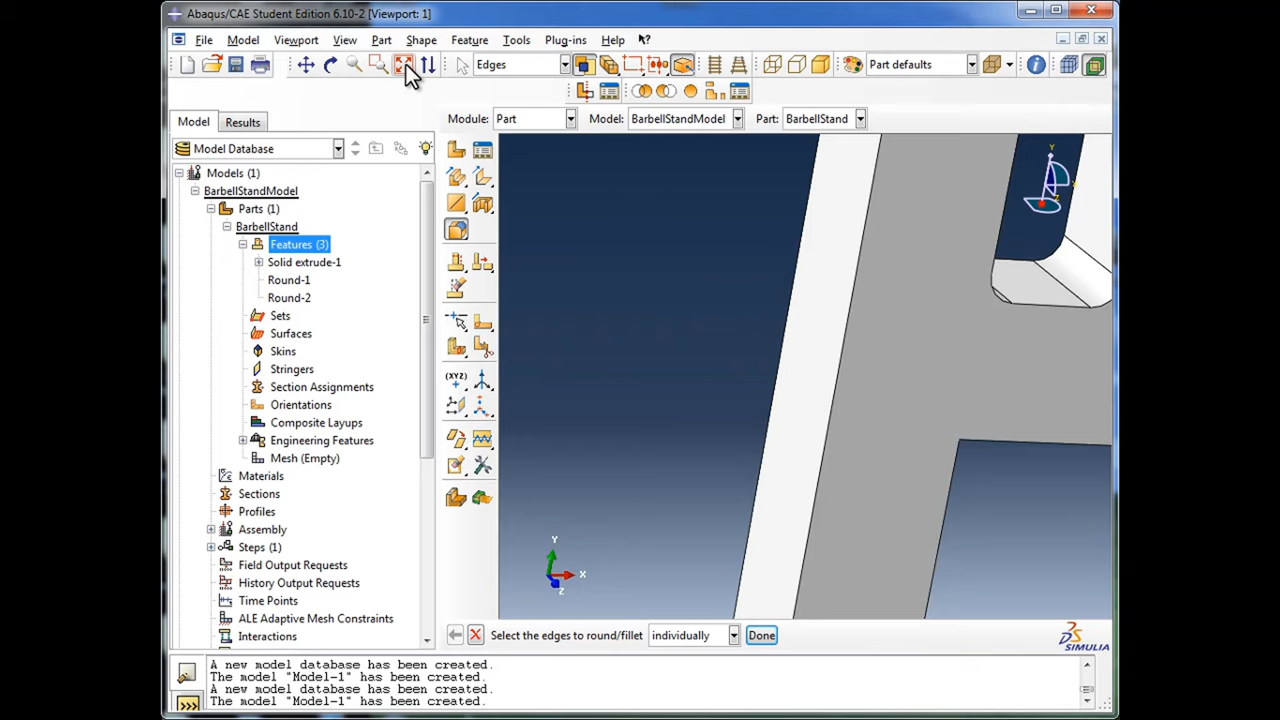 Abaqus/CAE Student Edition 6.10-2 [Viewport: 1]
File Model Viewport View Part Shape Feature Tools Plug-ins Help
Edges Part defaults
Model Results Module: Part Model: BarbellStandModel Part: BarbellStand
Model Database
Models (1)
BarbellStandModel
Parts (1)
BarbellStand
Features (3)
Solid extrude-1
Round-1
Round-2
Sets
Surfaces
Skins
Stringers
Section Assignments
Orientations
Composite Layups
Engineering Features
Mesh (Empty)
Materials
Sections
Profiles
Assembly
Steps (1)
Field Output Requests
History Output Requests
Time Points
ALE Adaptive Mesh Constraints
Interactions
(XYZ)
Y
Z
Y
X
Z
Select the edges to round/fillet individually Done
SIMULIA
A new model database has been created.
The model "Model-1" has been created.
A new model database has been created.
The model "Model-1" has been created.
>>>